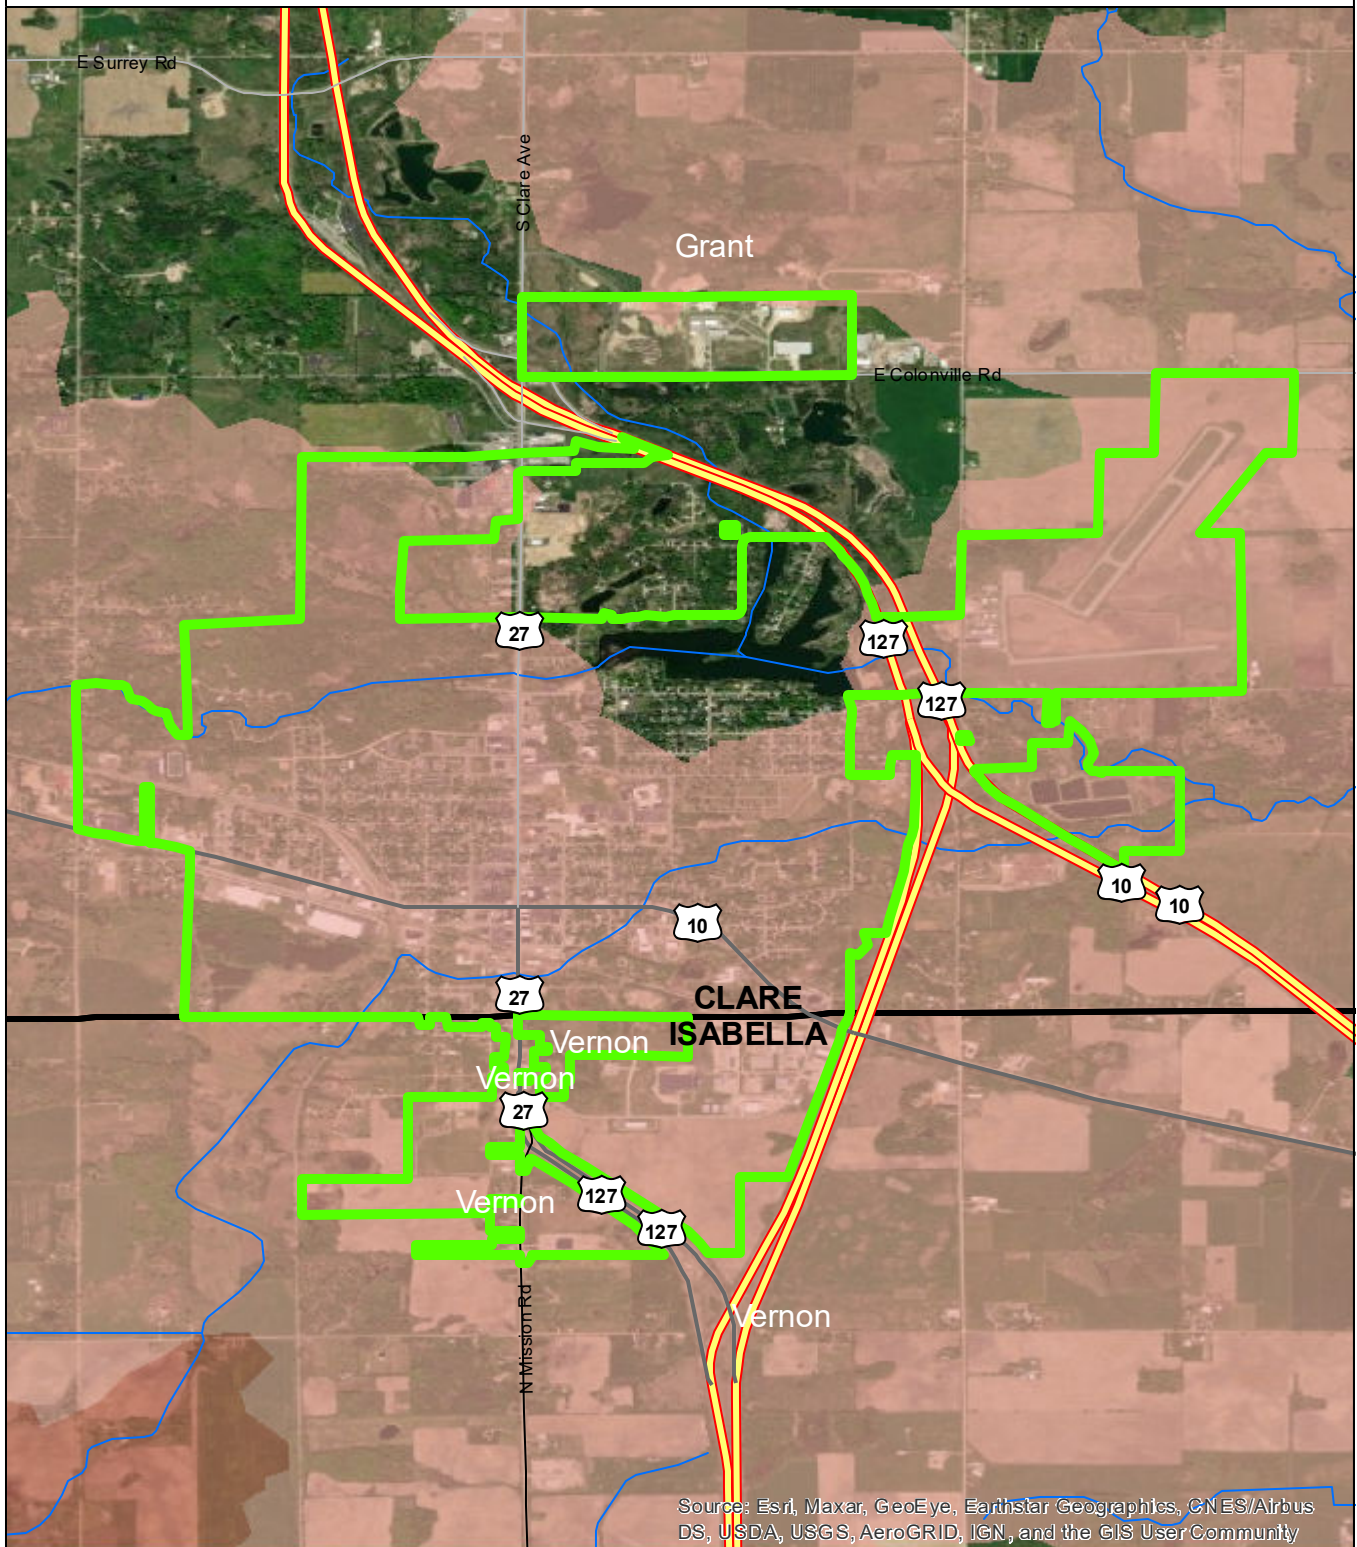 E Surrey Rd
S Clare Ave
Grant
E Colonville Rd
27
127
127
10
10
10
27
CLARE
ISABELLA
Vernon
Vernon
27
127
Vernon
127
N Mission Rd
Vernon
Source: Esri, Maxar, GeoEye, Earthstar Geographics, CNES/Airbus
DS, USDA, USGS, AeroGRID, IGN, and the GIS User Community